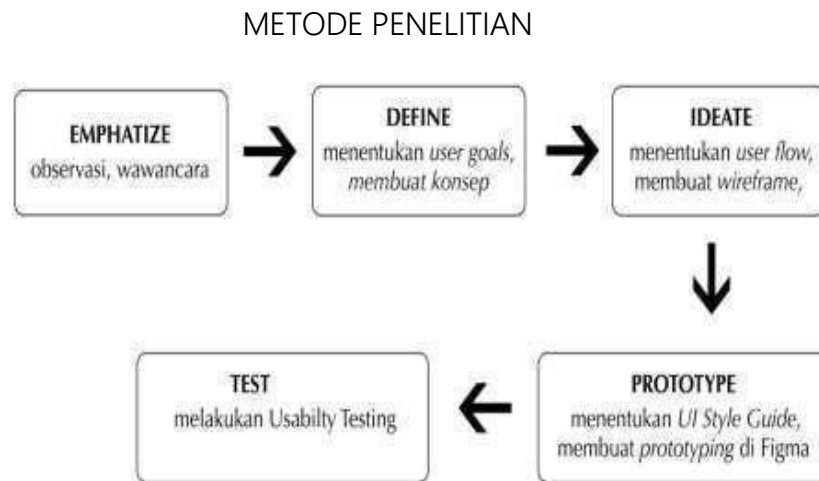 METODE PENELITIAN
EMPHATIZE
observasi, wawancara
DEFINE
menentukan user goals,
membuat konsep
IDEATE
menentukan user flow,
membuat wireframe,
PROTOTYPE
menentukan UI Style Guide,
membuat prototyping di Figma
TEST
melakukan Usabilty Testing